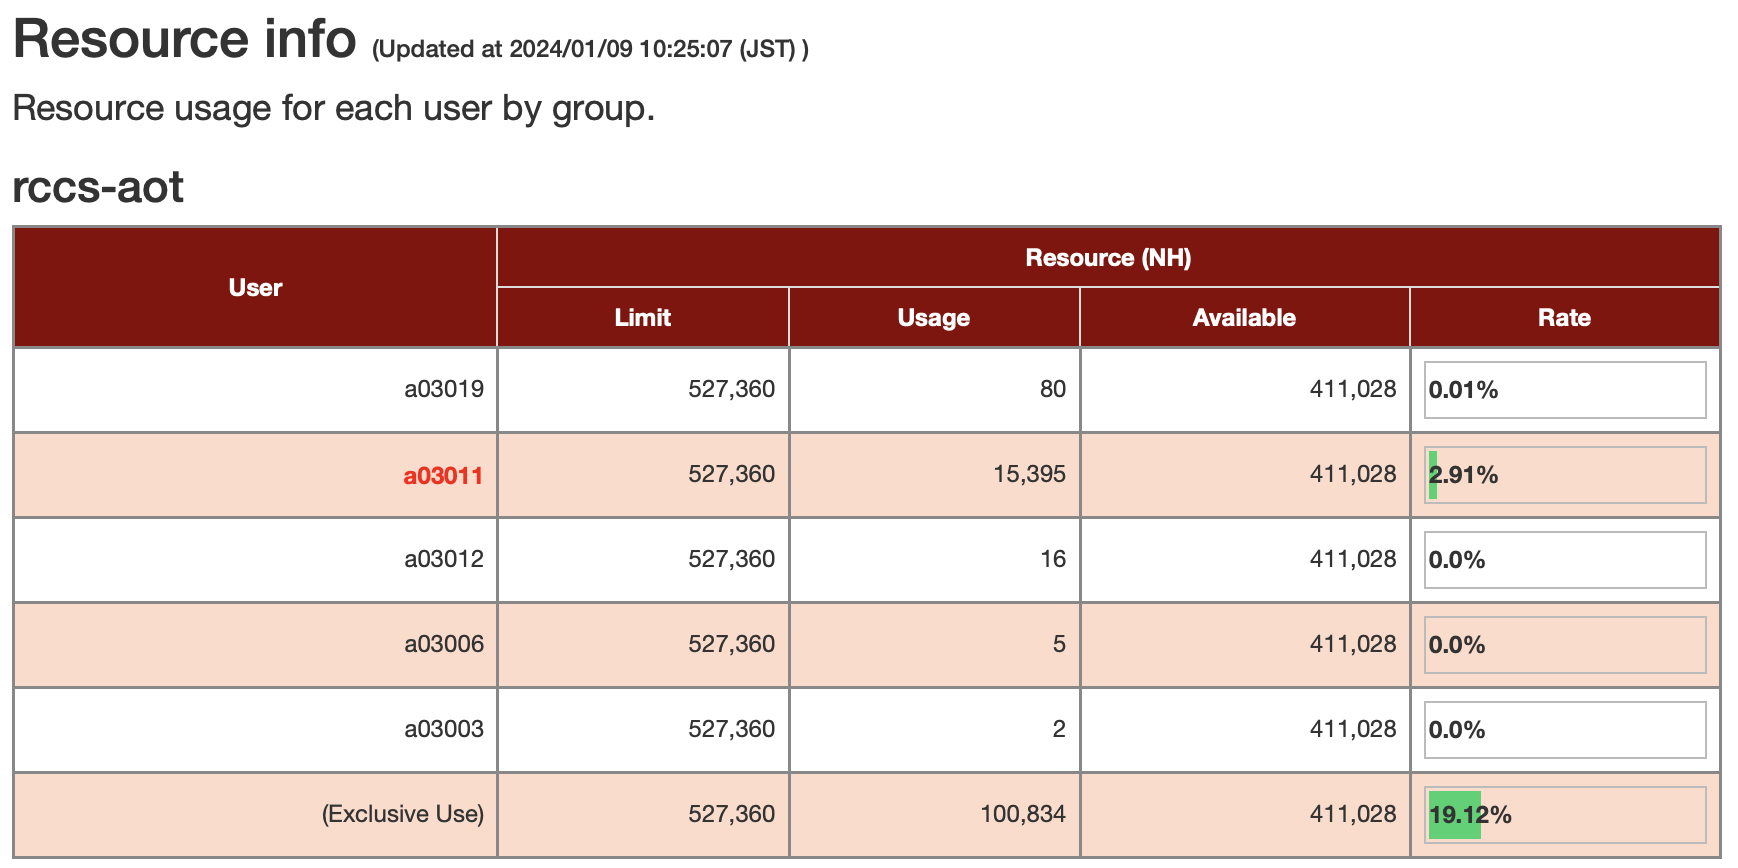 Resource info (Updated at 2024/01/09 10:25:07 (JST) )
Resource usage for each user by group.
rccs-aot
User Resource (NH)
Limit Usage Available Rate
a03019 527,360 80 411,028 0.01%
a03011 527,360 15,395 411,028 2.91%
a03012 527,360 16 411,028 0.0%
a03006 527,360 5 411,028 0.0%
a03003 527,360 2 411,028 0.0%
(Exclusive Use) 527,360 100,834 411,028 19.12%